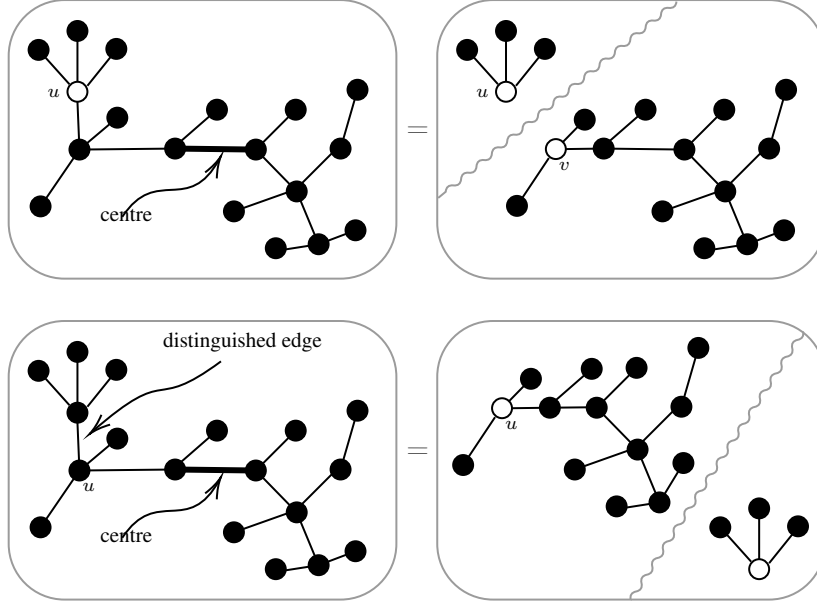 u
=
u
v
centre
distinguished edge
u
=
u
centre